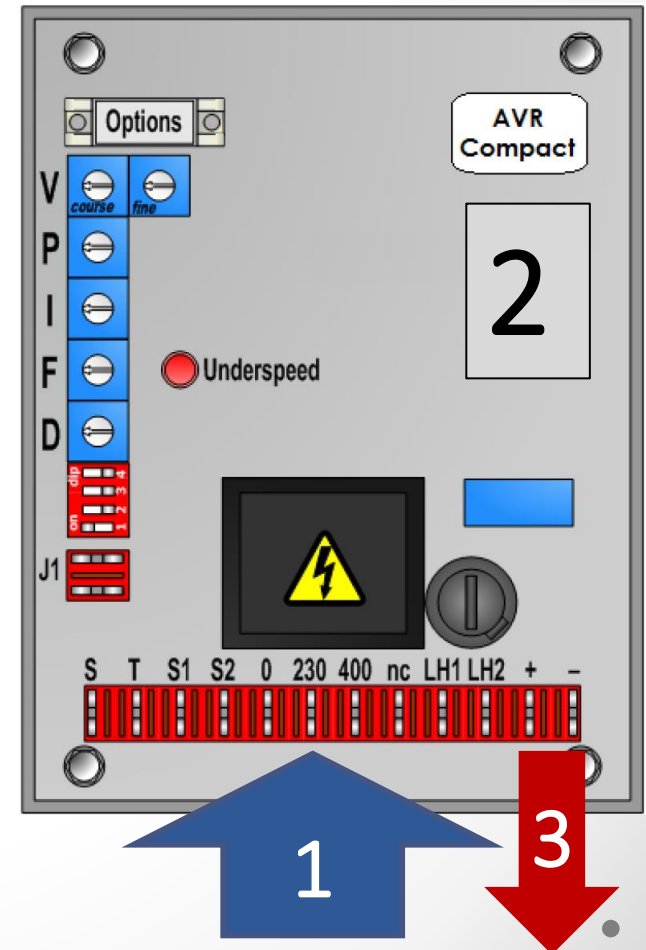 Options
AVR
Compact
V
course fine
P
2
I
F
Underspeed
D
dip
on
4
3
2
1
J1
S T S1 S2 0 230 400 nc LH1 LH2 + –
1
3